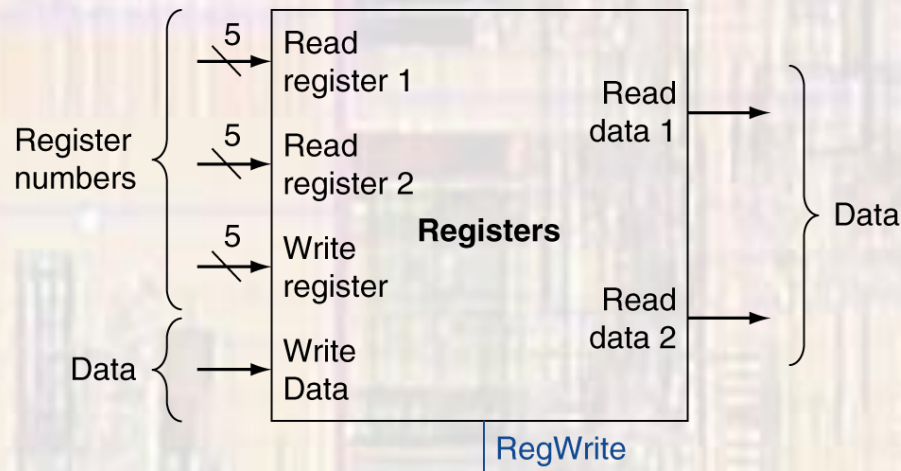 Register
numbers
5
Read
register 1
5
Read
register 2
5
Write
register
Data
Write
Data
Registers
Read
data 1
Read
data 2
Data
RegWrite